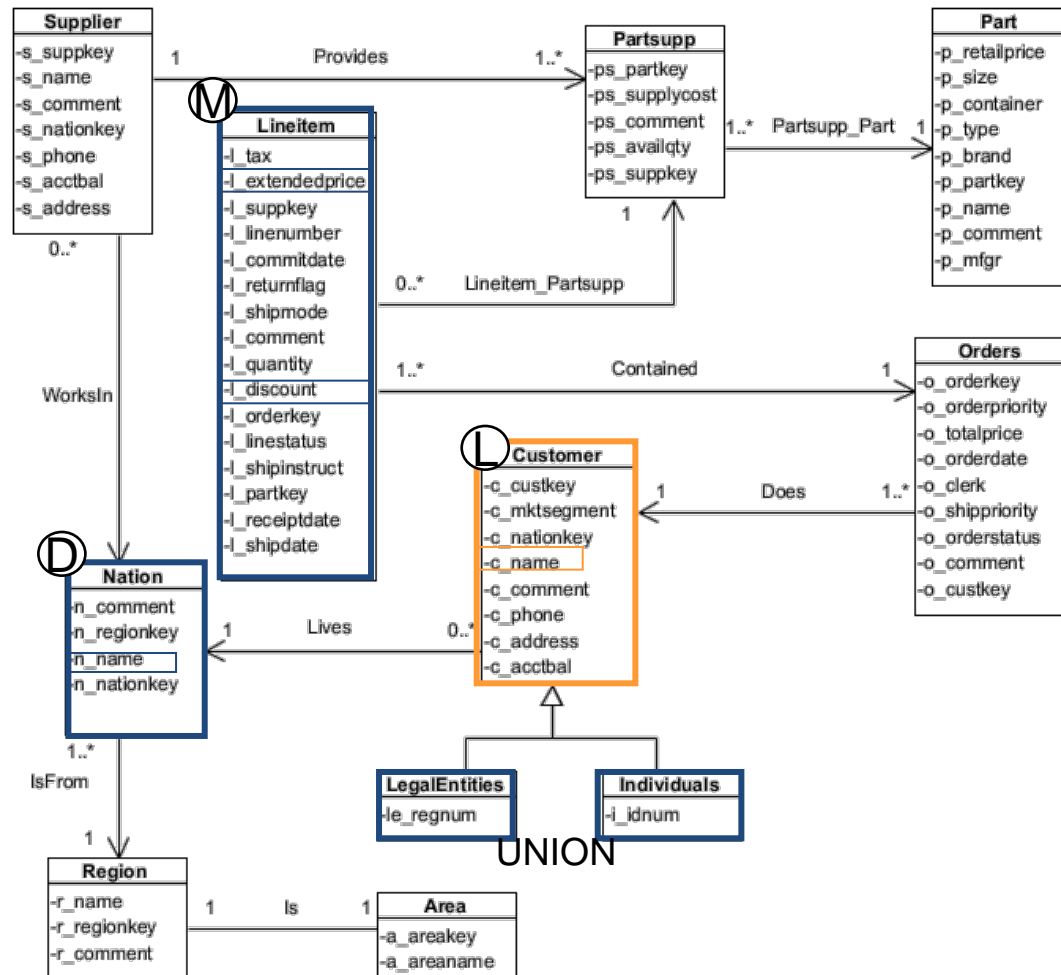 Supplier
-s_suppkey
-s_name
-s_comment
-s_nationkey
-s_phone
-s_acctbal
-s_address
1
Provides
1..*
Partsupp
-ps_partkey
-ps_supplycost
-ps_comment
-ps_availqty
-ps_suppkey
1..*
Partsupp_Part
1
Part
-p_retailprice
-p_size
-p_container
-p_type
-p_brand
-p_partkey
-p_name
-p_comment
-p_mfgr
M
Lineitem
-l_tax
-l_extendedprice
-l_suppkey
-l_linenumber
-l_commitdate
-l_returnflag
-l_shipmode
-l_comment
-l_quantity
-l_discount
-l_orderkey
-l_linestatus
-l_shipinstruct
-l_partkey
-l_receiptdate
-l_shipdate
0..*
Lineitem_Partsupp
1
1..*
Contained
1
Orders
-o_orderkey
-o_orderpriority
-o_totalprice
-o_orderdate
-o_clerk
-o_shippriority
-o_orderstatus
-o_comment
-o_custkey
0..*
WorksIn
L
Customer
-c_custkey
-c_mktsegment
-c_nationkey
-c_name
-c_comment
-c_phone
-c_address
-c_acctbal
1
Does
1..*
D
Nation
-n_comment
-n_regionkey
-n_name
-n_nationkey
1
Lives
0..*
1..*
IsFrom
1
LegalEntities
-le_regnum
Individuals
-i_idnum
UNION
Region
-r_name
-r_regionkey
-r_comment
1
Is
1
Area
-a_areakey
-a_areaname